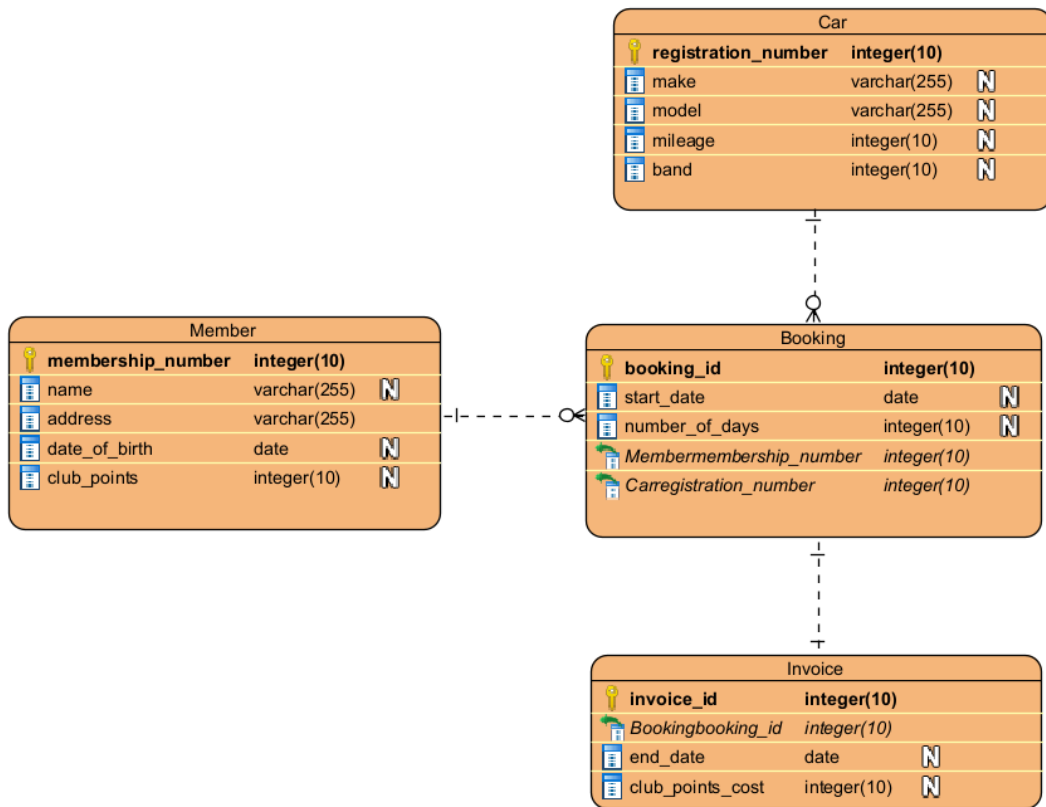 Car
registration_number integer(10)
make varchar(255) N
model varchar(255) N
mileage integer(10) N
band integer(10) N
Member
membership_number integer(10)
name varchar(255) N
address varchar(255)
date_of_birth date N
club_points integer(10) N
Booking
booking_id integer(10)
start_date date N
number_of_days integer(10) N
Membermembership_number integer(10)
Carregistration_number integer(10)
Invoice
invoice_id integer(10)
Bookingbooking_id integer(10)
end_date date N
club_points_cost integer(10) N